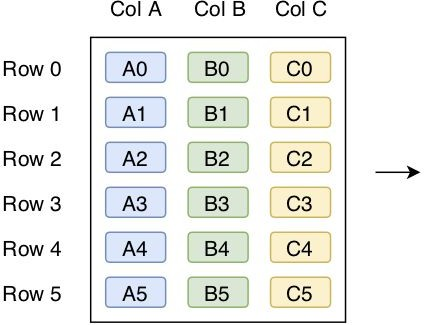 Col A Col B Col C
Row 0 A0 B0 C0
Row 1 A1 B1 C1
Row 2 A2 B2 C2
Row 3 A3 B3 C3
Row 4 A4 B4 C4
Row 5 A5 B5 C5